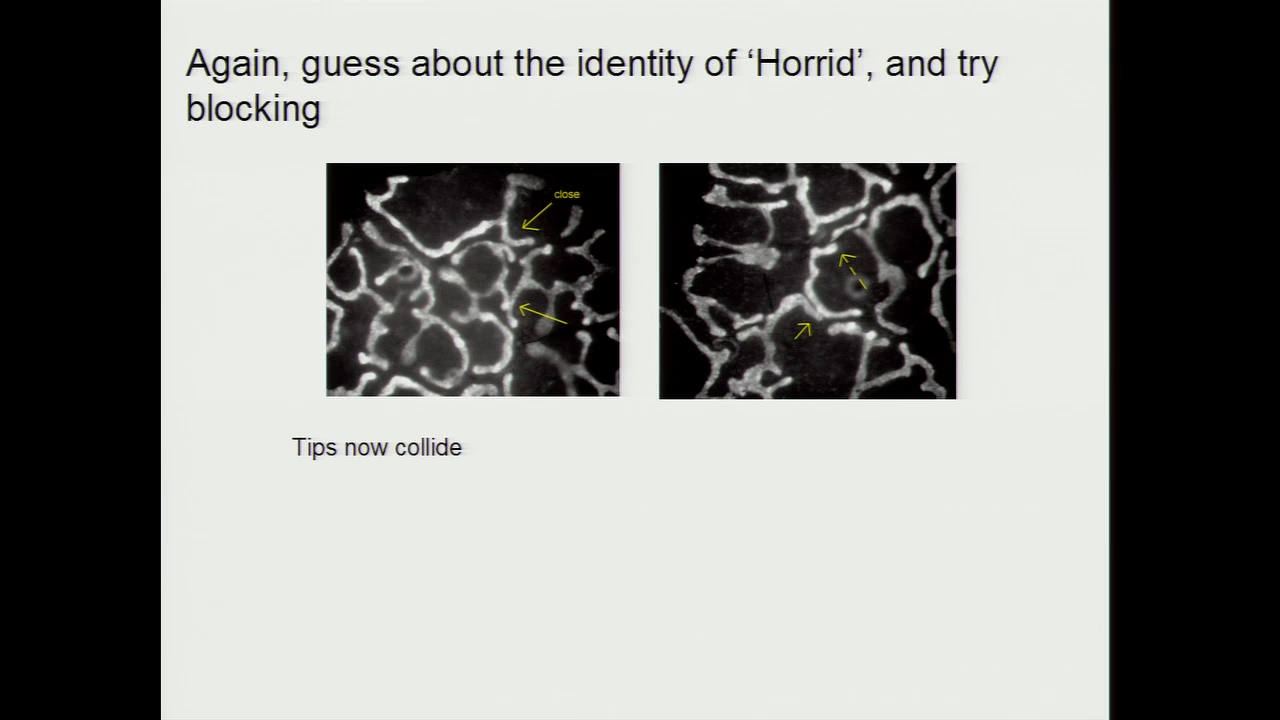 Again, guess about the identity of ‘Horrid’, and try
blocking
close
Tips now collide